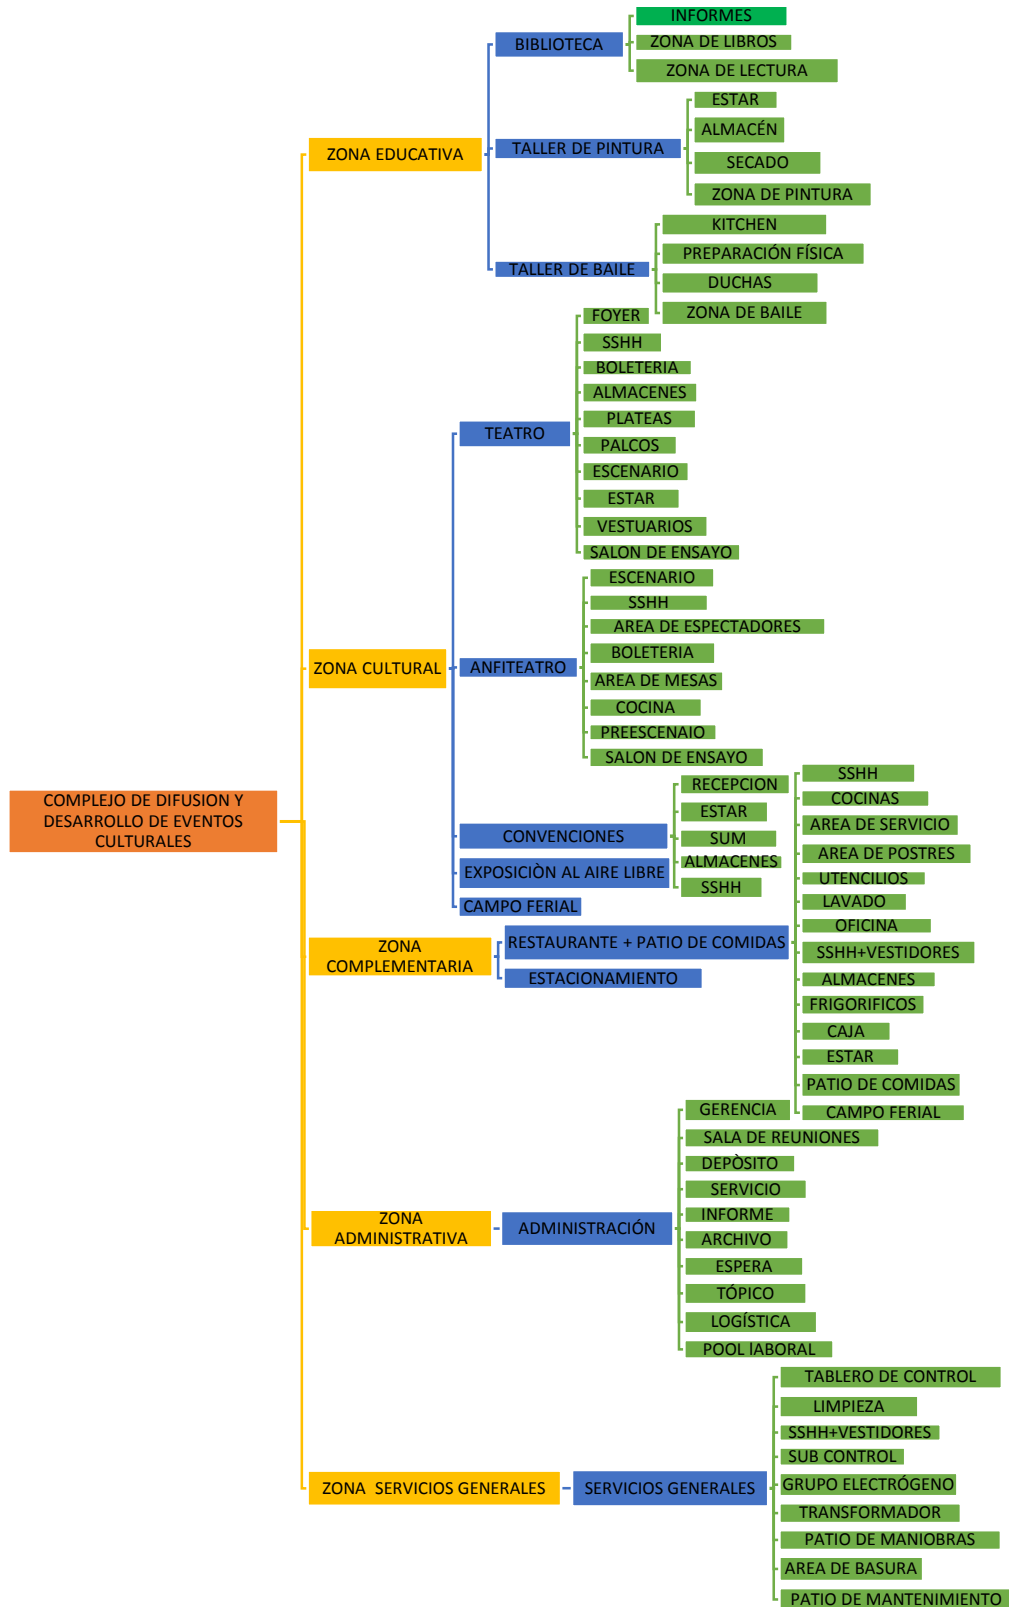 COMPLEJO DE DIFUSION Y
DESARROLLO DE EVENTOS
CULTURALES
ZONA EDUCATIVA
BIBLIOTECA
INFORMES
ZONA DE LIBROS
ZONA DE LECTURA
TALLER DE PINTURA
ESTAR
ALMACÉN
SECADO
ZONA DE PINTURA
TALLER DE BAILE
KITCHEN
PREPARACIÓN FÍSICA
DUCHAS
ZONA DE BAILE
ZONA CULTURAL
TEATRO
FOYER
SSHH
BOLETERIA
ALMACENES
PLATEAS
PALCOS
ESCENARIO
ESTAR
VESTUARIOS
SALON DE ENSAYO
ANFITEATRO
ESCENARIO
SSHH
AREA DE ESPECTADORES
BOLETERIA
AREA DE MESAS
COCINA
PREESCENAIO
SALON DE ENSAYO
CONVENCIONES
RECEPCION
ESTAR
SUM
ALMACENES
SSHH
EXPOSICIÒN AL AIRE LIBRE
CAMPO FERIAL
ZONA
COMPLEMENTARIA
RESTAURANTE + PATIO DE COMIDAS
SSHH
COCINAS
AREA DE SERVICIO
AREA DE POSTRES
UTENCILIOS
LAVADO
OFICINA
SSHH+VESTIDORES
ALMACENES
FRIGORIFICOS
CAJA
ESTAR
PATIO DE COMIDAS
CAMPO FERIAL
ESTACIONAMIENTO
ZONA
ADMINISTRATIVA
ADMINISTRACIÓN
GERENCIA
SALA DE REUNIONES
DEPÒSITO
SERVICIO
INFORME
ARCHIVO
ESPERA
TÓPICO
LOGÍSTICA
POOL lABORAL
ZONA  SERVICIOS GENERALES
SERVICIOS GENERALES
TABLERO DE CONTROL
LIMPIEZA
SSHH+VESTIDORES
SUB CONTROL
GRUPO ELECTRÓGENO
TRANSFORMADOR
PATIO DE MANIOBRAS
AREA DE BASURA
PATIO DE MANTENIMIENTO